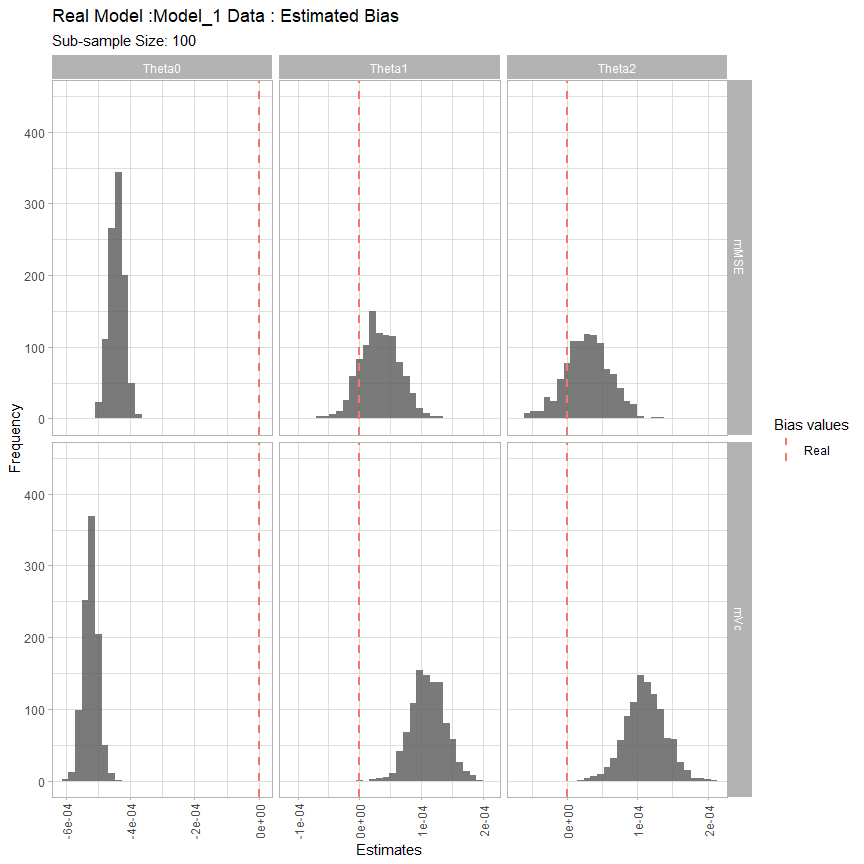 Real Model :Model_1 Data : Estimated Bias
Sub-sample Size: 100
Theta0
Theta1
Theta2
400
300
200
100
0
mMSE
400
300
200
100
0
mVc
Frequency
-6e-04
-4e-04
-2e-04
0e+00
-1e-04
0e+00
1e-04
2e-04
0e+00
1e-04
2e-04
Estimates
Bias values
Real